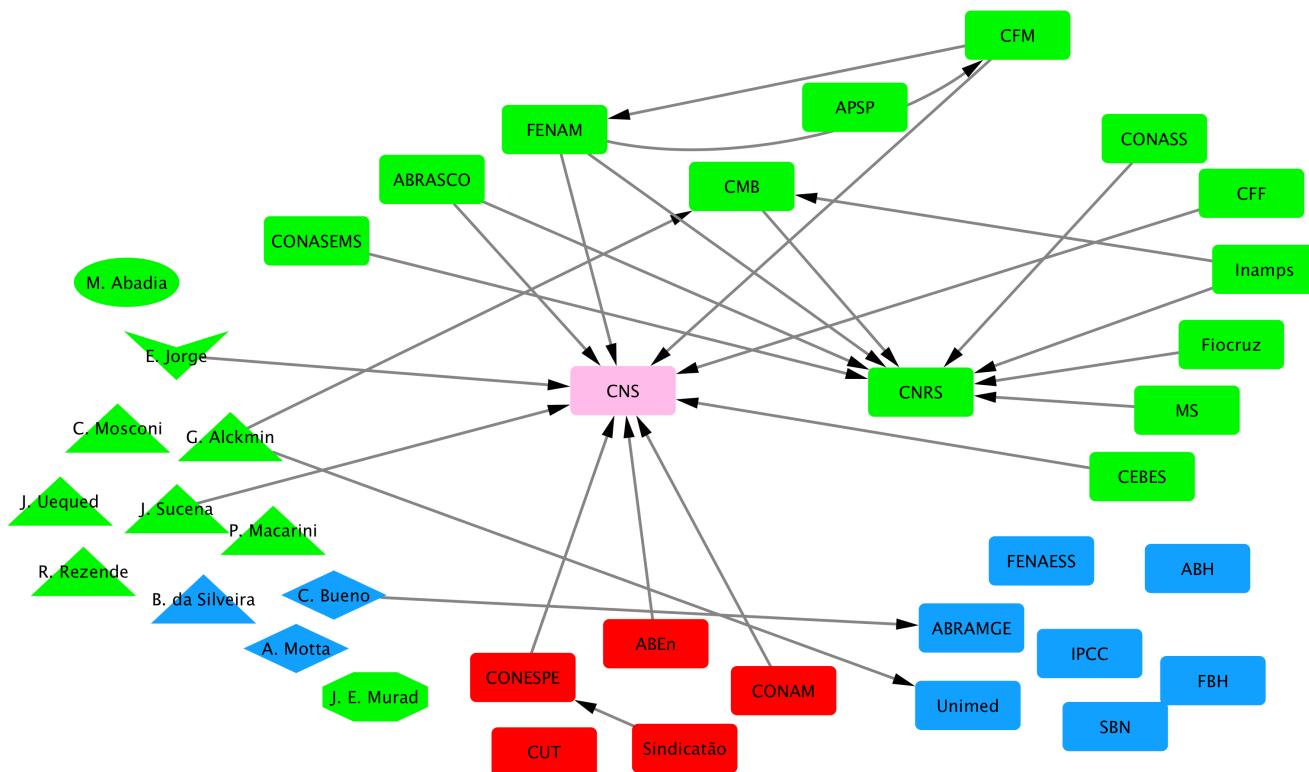 CFM
APSP
FENAM
CONASS
ABRASCO
CMB
CFF
CONASEMS
Inamps
M. Abadia
Fiocruz
E. Jorge
CNS
CNRS
MS
C. Mosconi
G. Alckmin
CEBES
J. Uequed
J. Sucena
P. Macarini
FENAESS
ABH
R. Rezende
B. da Silveira
C. Bueno
ABRAMGE
ABEn
A. Motta
IPCC
CONESPE
FBH
CONAM
J. E. Murad
Unimed
SBN
CUT
Sindicatão